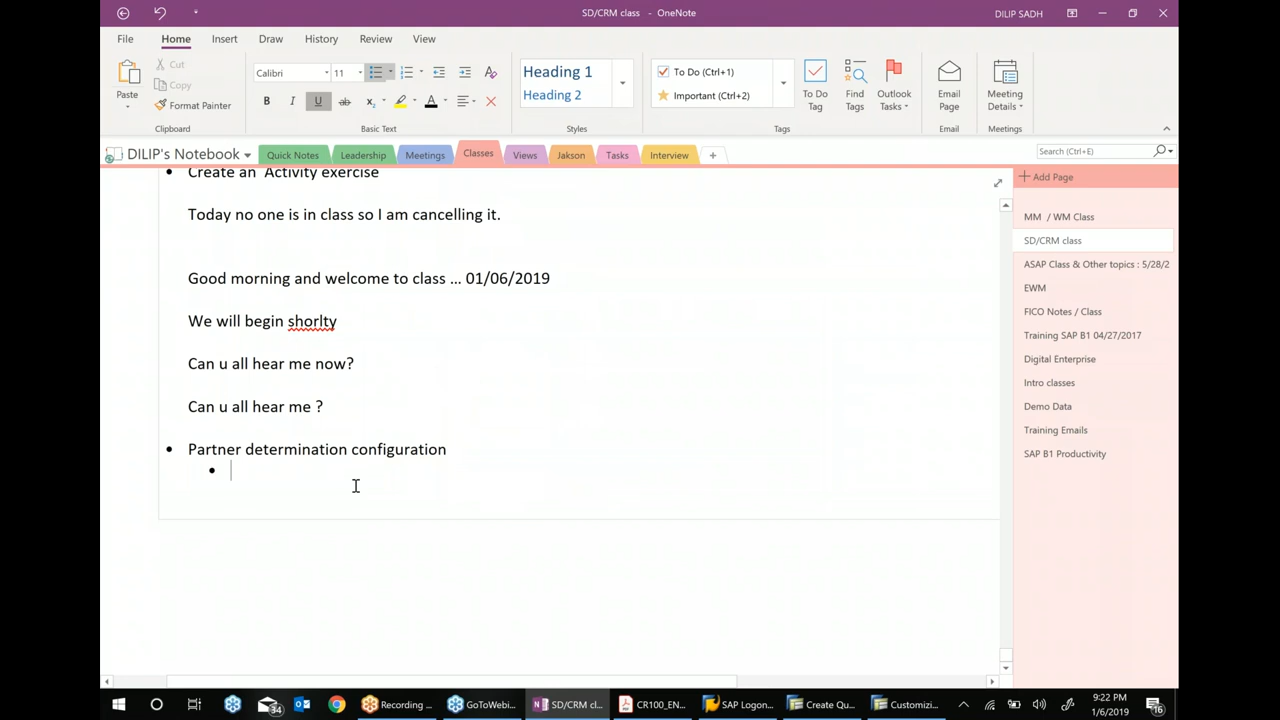 SD/CRM class - OneNote
DILIP SADH
File Home Insert Draw History Review View
Paste
Cut
Copy
Format Painter
Clipboard
Calibri 11
B I U ab x₂ A
Basic Text
Heading 1
Heading 2
Styles
To Do (Ctrl+1)
Important (Ctrl+2)
To Do Tag
Find Tags
Outlook Tasks
Tags
Email Page
Email
Meeting Details
Meetings
DILIP's Notebook Quick Notes Leadership Meetings Classes Views Jakson Tasks Interview +
Search (Ctrl+E)
Create an Activity exercise
Today no one is in class so I am cancelling it.
Good morning and welcome to class ... 01/06/2019
We will begin shorlty
Can u all hear me now?
Can u all hear me ?
• Partner determination configuration
•
Add Page
MM / WM Class
SD/CRM class
ASAP Class & Other topics : 5/28/2
EWM
FICO Notes / Class
Training SAP B1 04/27/2017
Digital Enterprise
Intro classes
Demo Data
Training Emails
SAP B1 Productivity
34 Recording ... GoToWebi... SD/CRM cl... CR100_EN... SAP Logon... Create Qu... Customizi...
9:22 PM
1/6/2019
16